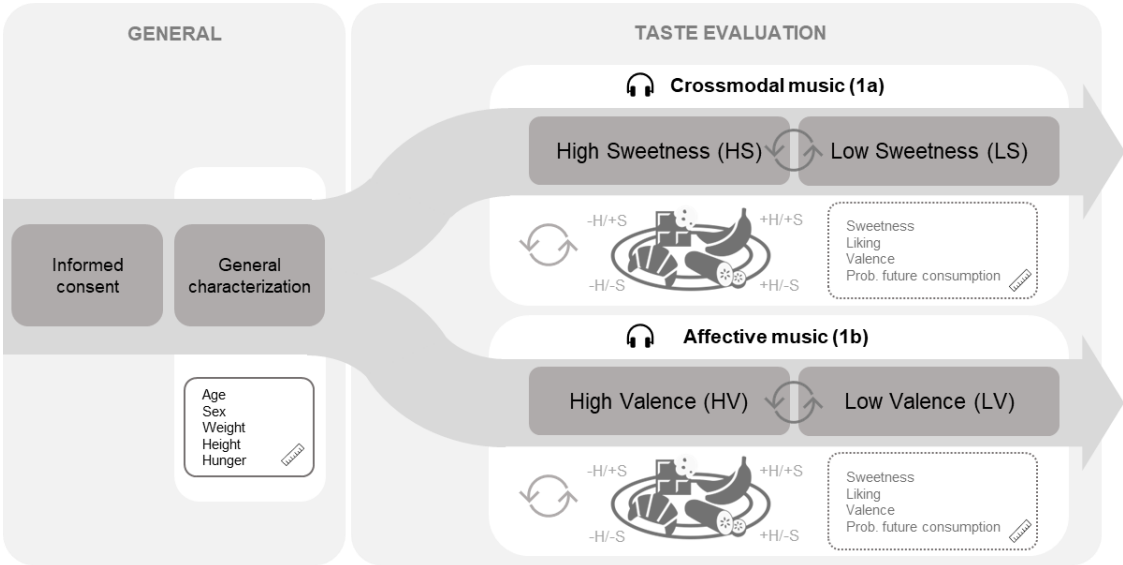 GENERAL
TASTE EVALUATION
Crossmodal music (1a)
High Sweetness (HS)
Low Sweetness (LS)
Informed
consent
General
characterization
-H/+S
+H/+S
-H/-S
+H/-S
Sweetness
Liking
Valence
Prob. future consumption
Affective music (1b)
High Valence (HV)
Low Valence (LV)
Age
Sex
Weight
Height
Hunger
-H/+S
+H/+S
-H/-S
+H/-S
Sweetness
Liking
Valence
Prob. future consumption